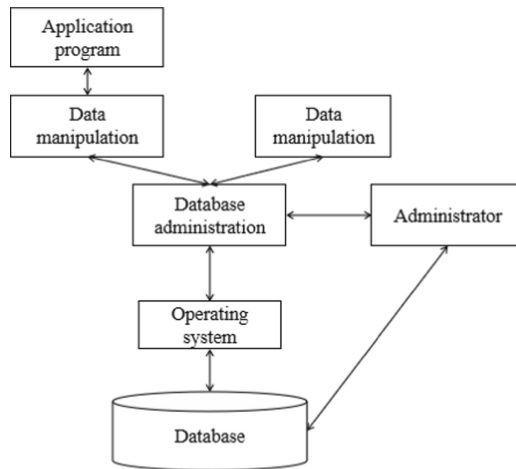 Application
program
Data
manipulation
Data
manipulation
Database
administration
Administrator
Operating
system
Database